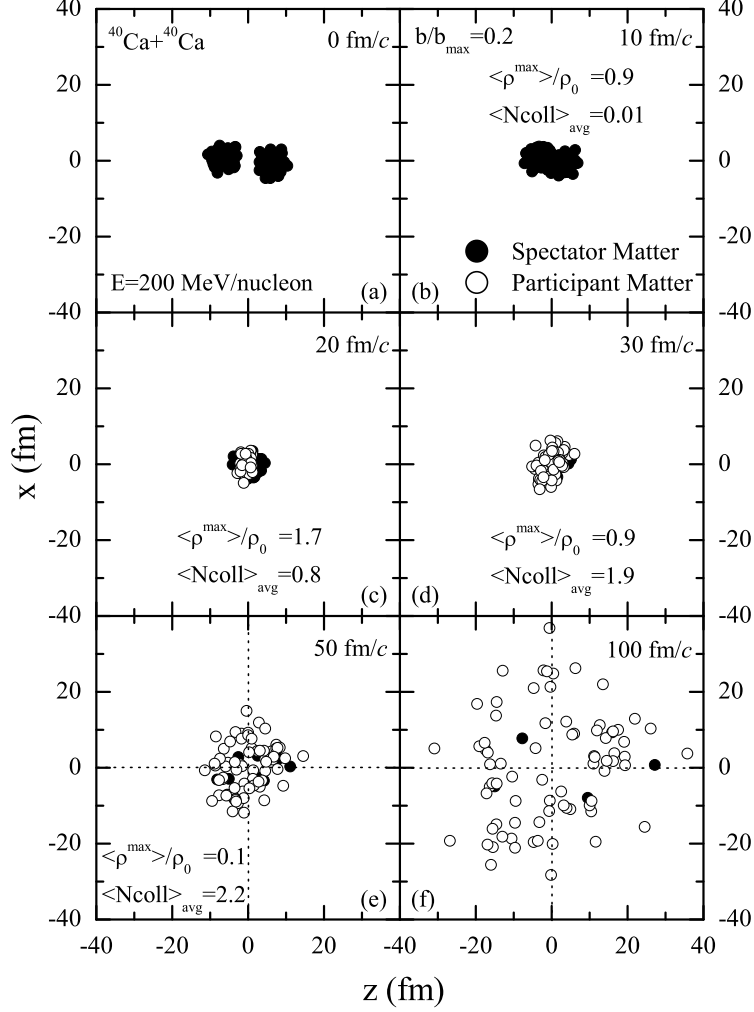 40
⁴⁰Ca+⁴⁰Ca
0 fm/c
b/b_max=0.2
10 fm/c
40
<ρ^max>/ρ₀ =0.9
20
20
<Ncoll>_avg=0.01
0
0
Spectator Matter
-20
-20
E=200 MeV/nucleon
(a)
(b)
Participant Matter
-40
-40
20 fm/c
30 fm/c
20
20
x (fm)
0
0
<ρ^max>/ρ₀ =1.7
<ρ^max>/ρ₀ =0.9
-20
-20
<Ncoll>_avg=0.8
(c)
(d)
<Ncoll>_avg=1.9
-40
-40
50 fm/c
100 fm/c
20
20
0
0
<ρ^max>/ρ₀ =0.1
-20
-20
<Ncoll>_avg=2.2
(e)
(f)
-40
-40
-40 -20 0 20 -40 -20 0 20 40
z (fm)